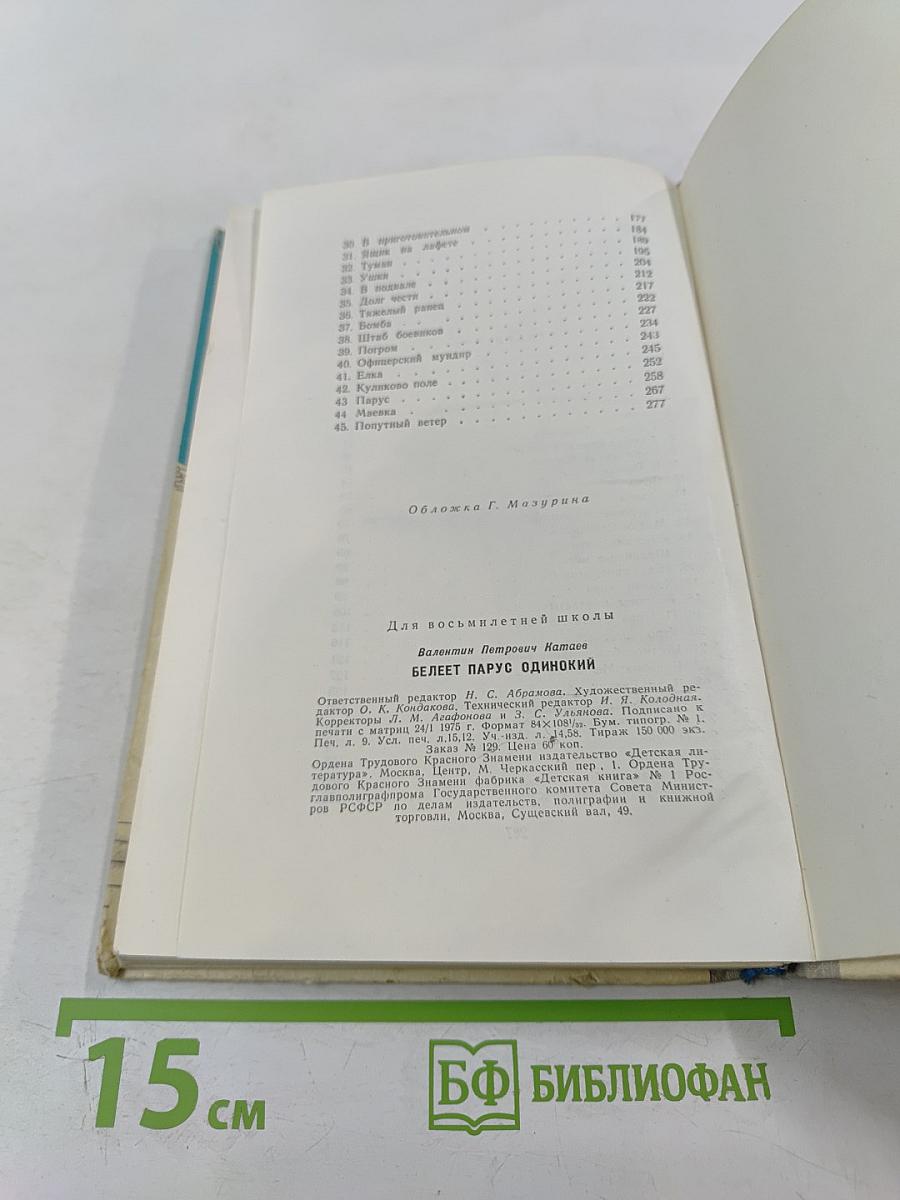 30. В приготовительной . . . . . . . . . 177
31. Ящик на лафете . . . . . . . . . 184
32. Туман . . . . . . . . . 189
33. Ушки . . . . . . . . . 195
34. В подвале . . . . . . . . . 204
35. Долг чести . . . . . . . . . 212
36. Тяжелый ранец . . . . . . . . . 217
37. Бомба . . . . . . . . . 222
38. Штаб боевиков . . . . . . . . . 227
39. Погром . . . . . . . . . 234
40. Офицерский мундир . . . . . . . . . 243
41. Елка . . . . . . . . . 245
42. Куликово поле . . . . . . . . . 252
43 Парус . . . . . . . . . 258
44 Маевка . . . . . . . . . 267
45. Попутный ветер . . . . . . . . . 277
Обложка Г. Мазурина
Для восьмилетней школы
Валентин Петрович Катаев
БЕЛЕЕТ ПАРУС ОДИНОКИЙ
Ответственный редактор Н. С. Абрамова. Художественный ре-
дактор О. К. Кондакова. Технический редактор И. Я. Колодная.
Корректоры Л. М. Агафонова и З. С. Ульянова. Подписано к
печати с матриц 24/1 1975 г. Формат 84×108¹/₃₂. Бум. типогр. № 1.
Печ. л. 9. Усл. печ. л.15,12. Уч.-изд. л. 14,58. Тираж 150 000 экз.
Заказ № 129. Цена 60 коп.
Ордена Трудового Красного Знамени издательство «Детская ли-
тература». Москва, Центр, М. Черкасский пер , 1. Ордена Тру-
дового Красного Знамени фабрика «Детская книга» № 1 Рос-
главполиграфпрома Государственного комитета Совета Минист-
ров РСФСР по делам издательств, полиграфии и книжной
торговли, Москва, Сущевский вал, 49.
15 см
БФ БИБЛИОФАН